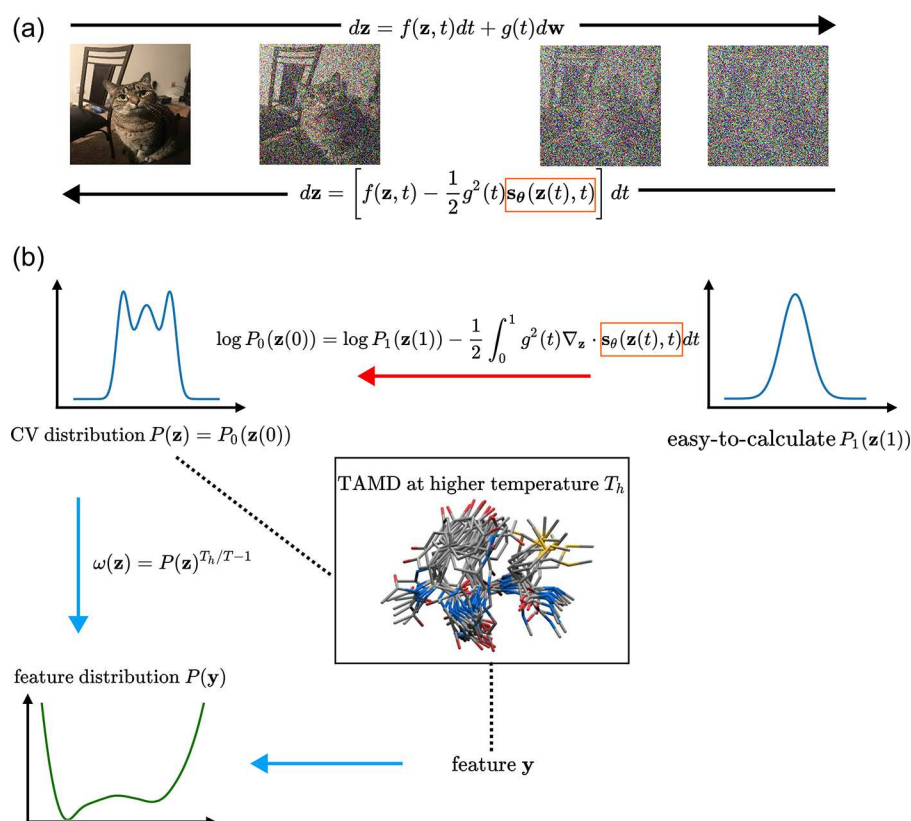 (a)
d𝐳 = f(𝐳, t)dt + g(t)d𝐰
d𝐳 = [f(𝐳, t) − 1/2 g²(t)𝐬_θ(𝐳(t), t)] dt
(b)
log P₀(𝐳(0)) = log P₁(𝐳(1)) − 1/2 ∫₀¹ g²(t)∇_𝐳 · 𝐬_θ(𝐳(t), t)dt
CV distribution P(𝐳) = P₀(𝐳(0))
easy-to-calculate P₁(𝐳(1))
TAMD at higher temperature T_h
ω(𝐳) = P(𝐳)^{T_h/T−1}
feature distribution P(𝐲)
feature 𝐲